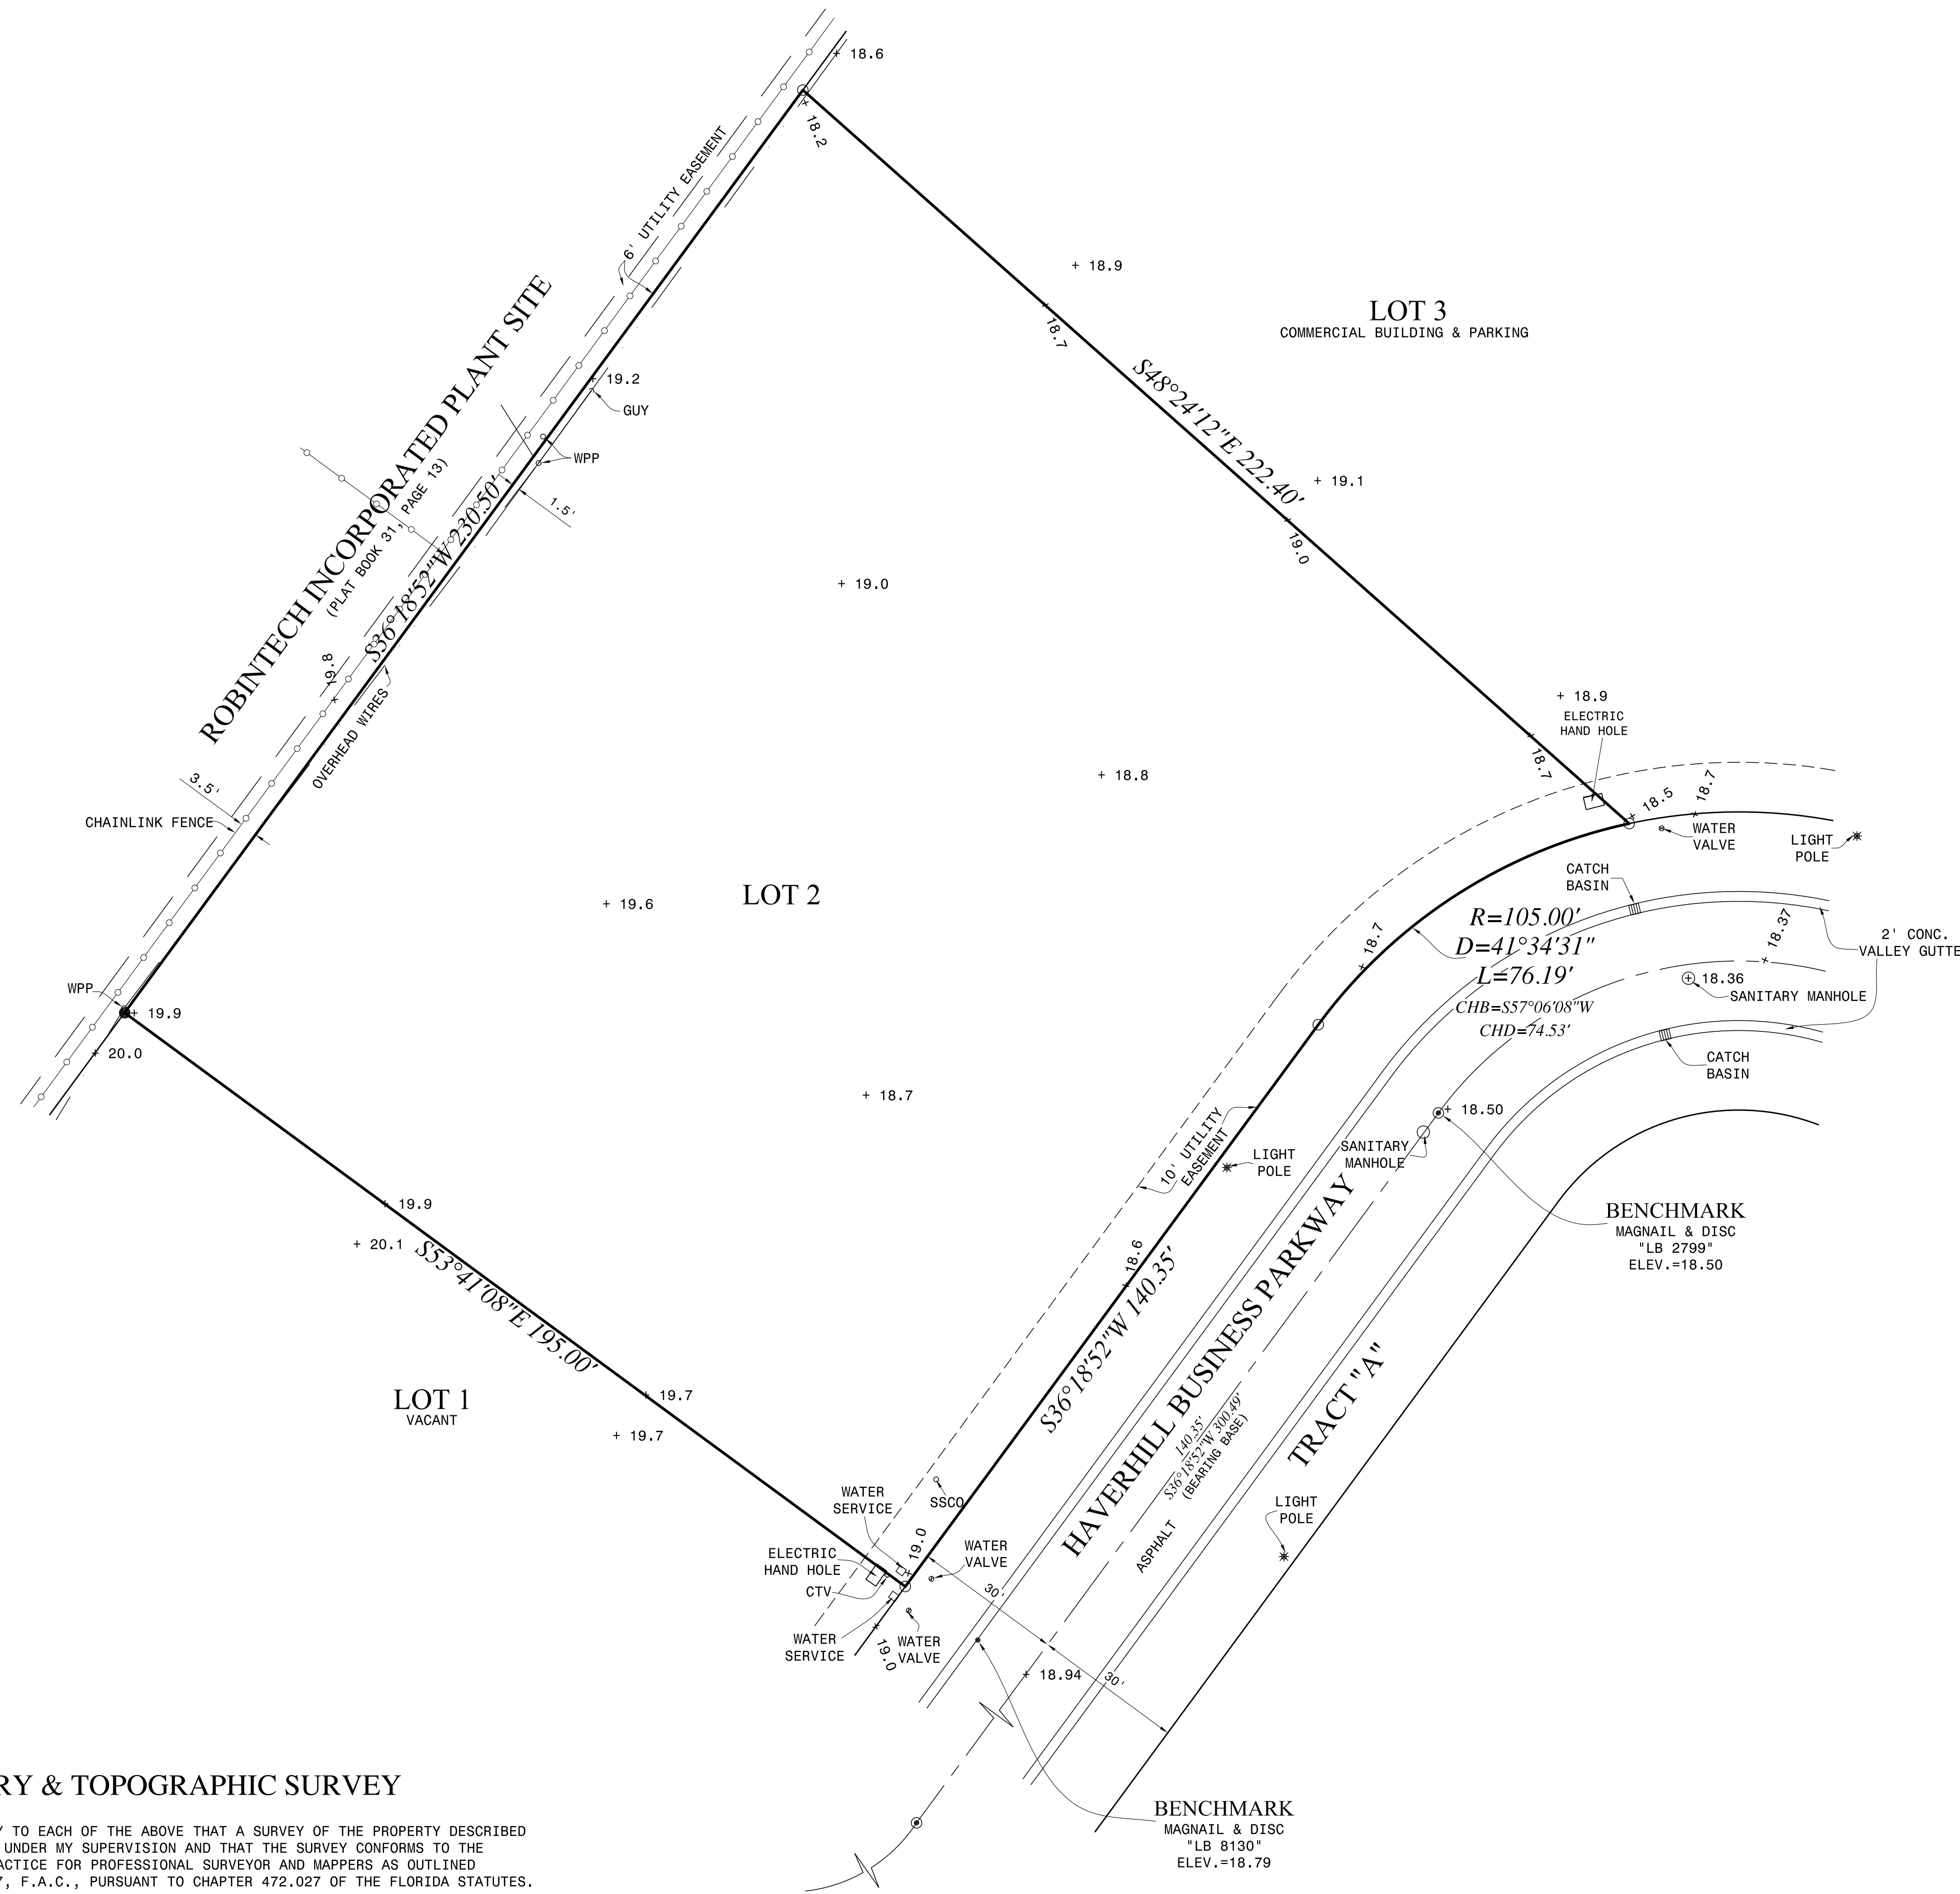 18.6
18.2
6' UTILITY EASEMENT
+ 18.9
LOT 3
COMMERCIAL BUILDING & PARKING
18.7
S48°24'12"E 222.40'
19.2
GUY
ROBINTECH INCORPORATED PLANT SITE
(PLAT BOOK 31, PAGE 13)
WPP
S36°18'52"W 230.50'
1.5'
+ 19.1
19.0
+ 19.0
19.8
OVERHEAD WIRES
+ 18.9
ELECTRIC
HAND HOLE
18.7
+ 18.8
3.5'
CHAINLINK FENCE
18.5
18.7
WATER
VALVE
LIGHT
POLE
CATCH
BASIN
LOT 2
+ 19.6
18.7
R=105.00'
D=41°34'31"
L=76.19'
CHB=S57°06'08"W
CHD=74.53'
18.37
2' CONC.
VALLEY GUTTE
18.36
SANITARY MANHOLE
WPP
+ 19.9
+ 20.0
CATCH
BASIN
+ 18.7
+ 18.50
10' UTILITY
EASEMENT
SANITARY
MANHOLE
LIGHT
POLE
BENCHMARK
MAGNAIL & DISC
"LB 2799"
ELEV.=18.50
19.9
+ 20.1
S53°41'08"E 195.00'
18.6
S36°18'52"W 140.35'
HAVERHILL BUSINESS PARKWAY
140.35'
S36°18'52"W 300.49'
(BEARING BASE)
ASPHALT
TRACT "A"
LOT 1
VACANT
19.7
+ 19.7
WATER
SERVICE
SSCO
LIGHT
POLE
19.0
ELECTRIC
HAND HOLE
CTV
WATER
VALVE
30'
WATER
SERVICE
19.0
WATER
VALVE
+ 18.94
30'
BENCHMARK
MAGNAIL & DISC
"LB 8130"
ELEV.=18.79
RY & TOPOGRAPHIC SURVEY
Y TO EACH OF THE ABOVE THAT A SURVEY OF THE PROPERTY DESCRIBED
UNDER MY SUPERVISION AND THAT THE SURVEY CONFORMS TO THE
ACTICE FOR PROFESSIONAL SURVEYOR AND MAPPERS AS OUTLINED
7, F.A.C., PURSUANT TO CHAPTER 472.027 OF THE FLORIDA STATUTES.